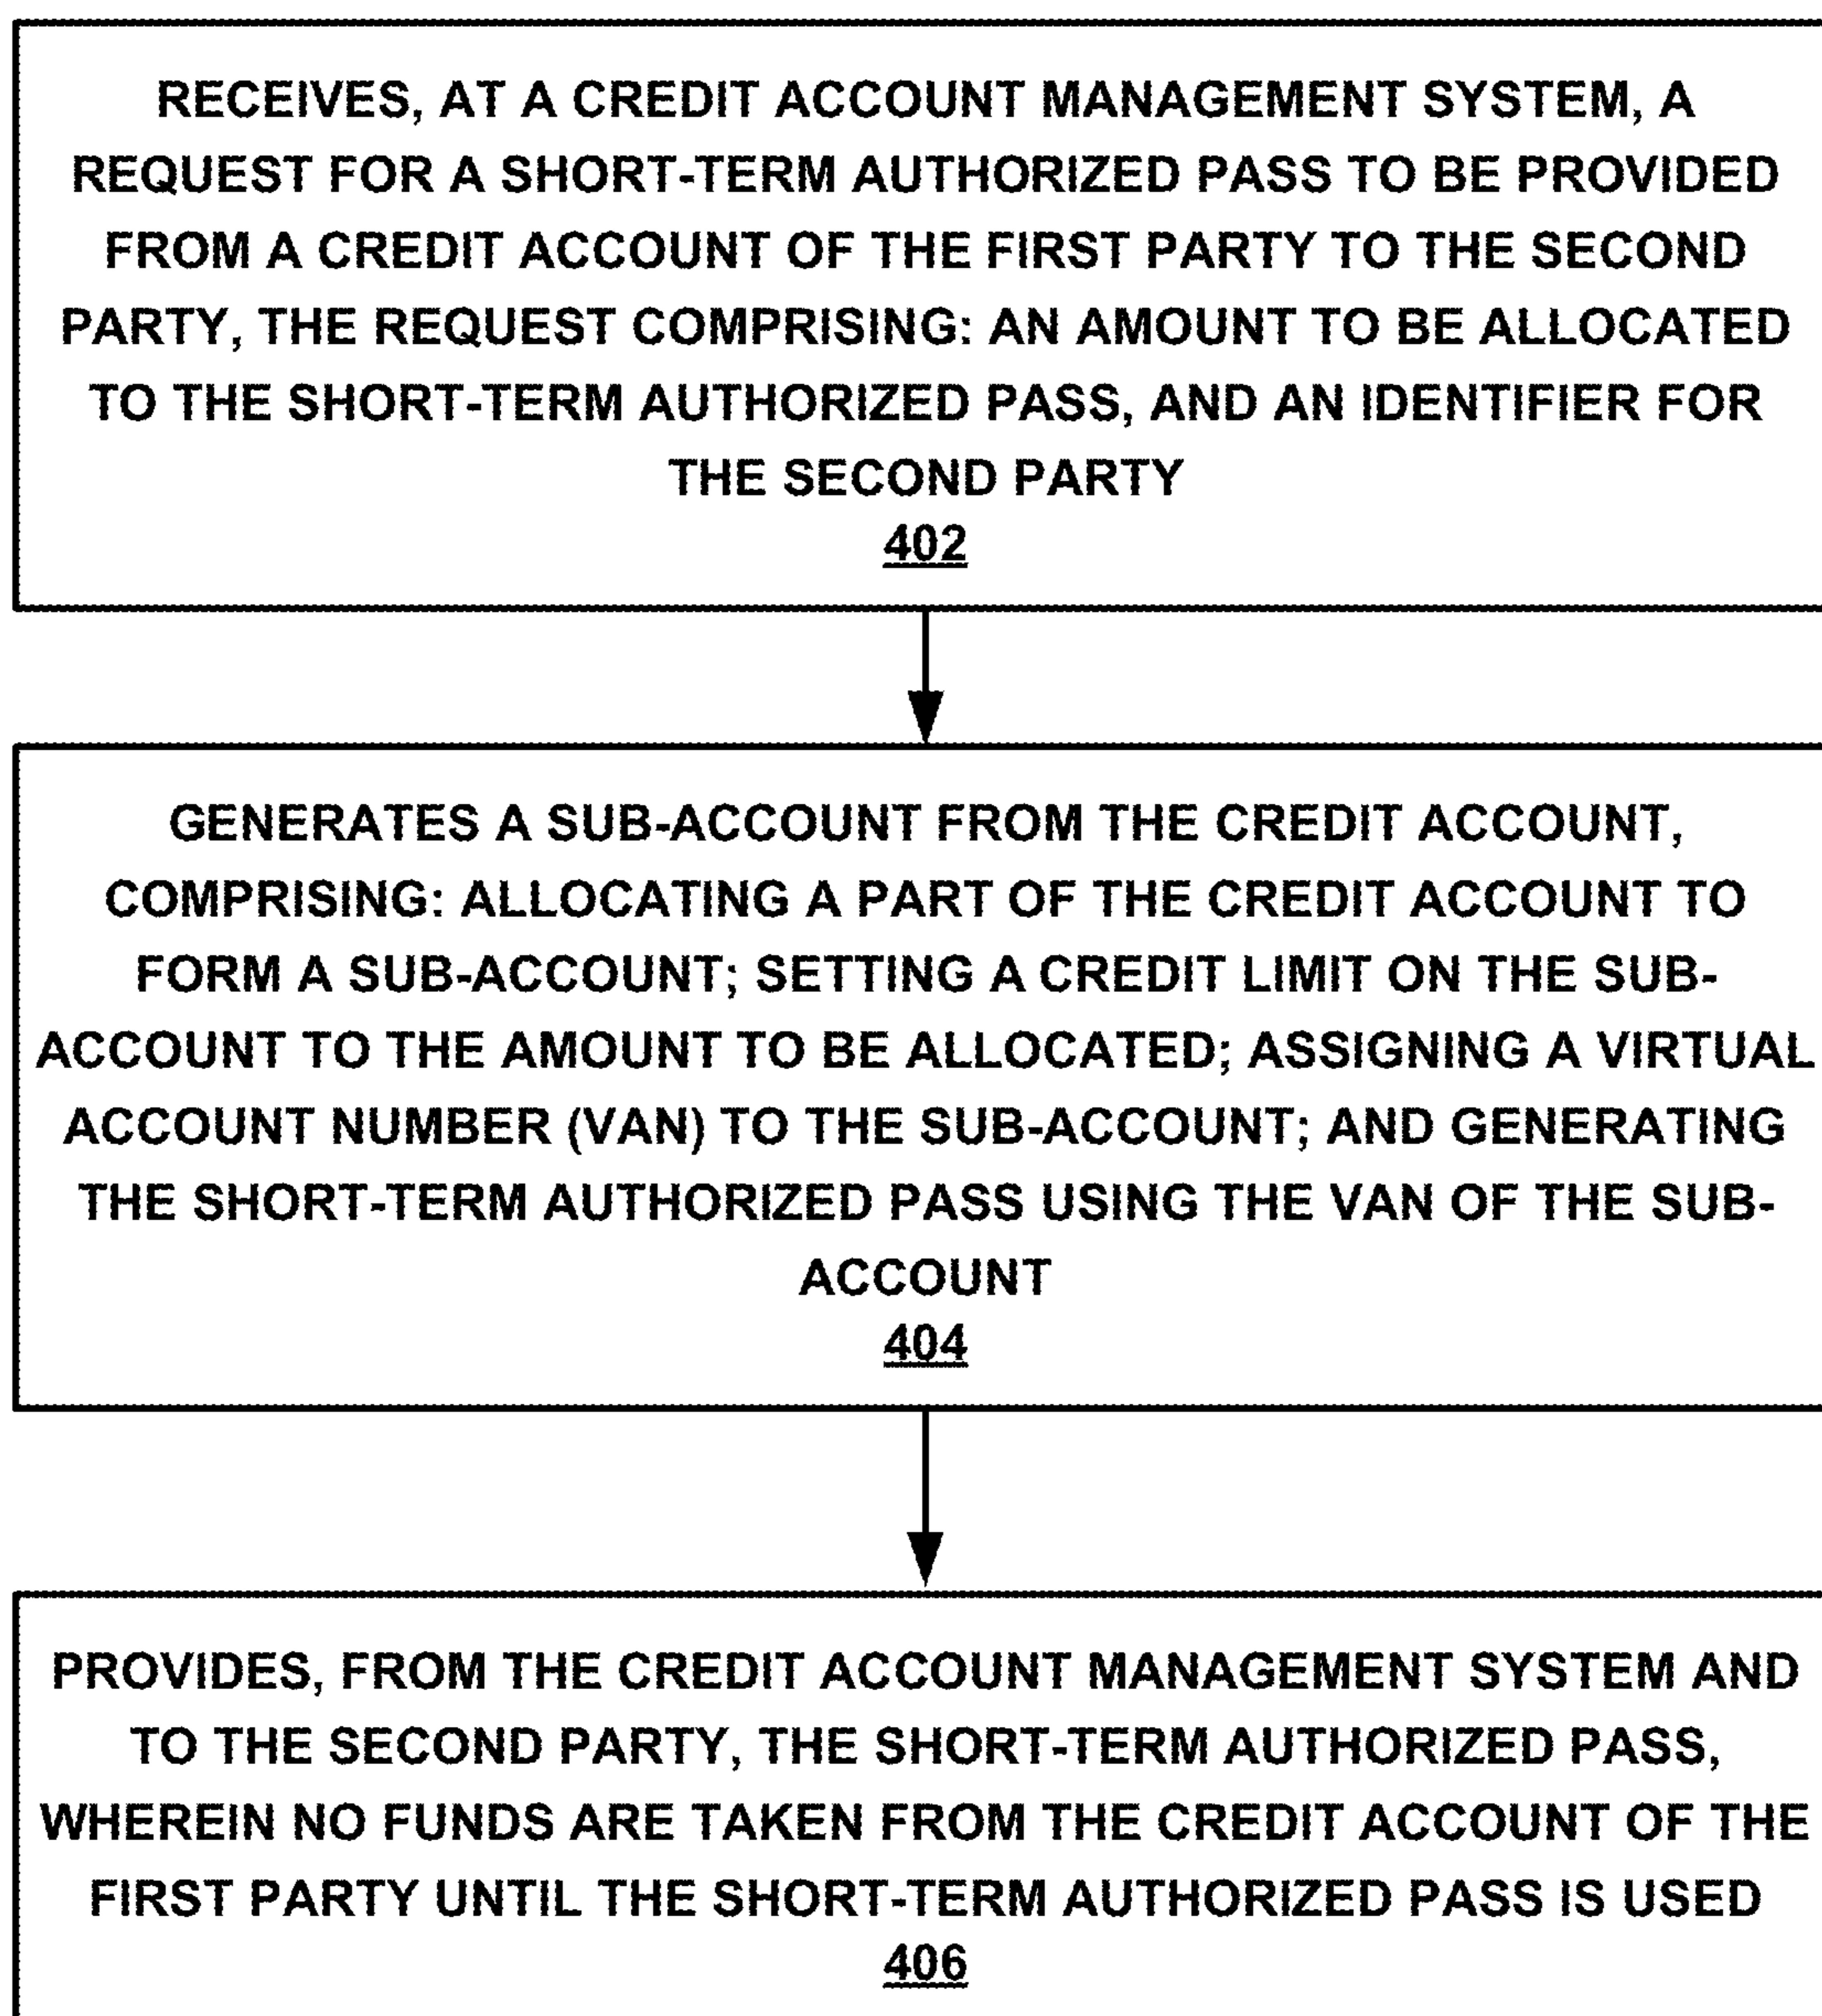 RECEIVES, AT A CREDIT ACCOUNT MANAGEMENT SYSTEM, A
REQUEST FOR A SHORT-TERM AUTHORIZED PASS TO BE PROVIDED
FROM A CREDIT ACCOUNT OF THE FIRST PARTY TO THE SECOND
PARTY, THE REQUEST COMPRISING: AN AMOUNT TO BE ALLOCATED
TO THE SHORT-TERM AUTHORIZED PASS, AND AN IDENTIFIER FOR
THE SECOND PARTY
402
GENERATES A SUB-ACCOUNT FROM THE CREDIT ACCOUNT,
COMPRISING: ALLOCATING A PART OF THE CREDIT ACCOUNT TO
FORM A SUB-ACCOUNT; SETTING A CREDIT LIMIT ON THE SUB-
ACCOUNT TO THE AMOUNT TO BE ALLOCATED; ASSIGNING A VIRTUAL
ACCOUNT NUMBER (VAN) TO THE SUB-ACCOUNT; AND GENERATING
THE SHORT-TERM AUTHORIZED PASS USING THE VAN OF THE SUB-
ACCOUNT
404
PROVIDES, FROM THE CREDIT ACCOUNT MANAGEMENT SYSTEM AND
TO THE SECOND PARTY, THE SHORT-TERM AUTHORIZED PASS,
WHEREIN NO FUNDS ARE TAKEN FROM THE CREDIT ACCOUNT OF THE
FIRST PARTY UNTIL THE SHORT-TERM AUTHORIZED PASS IS USED
406